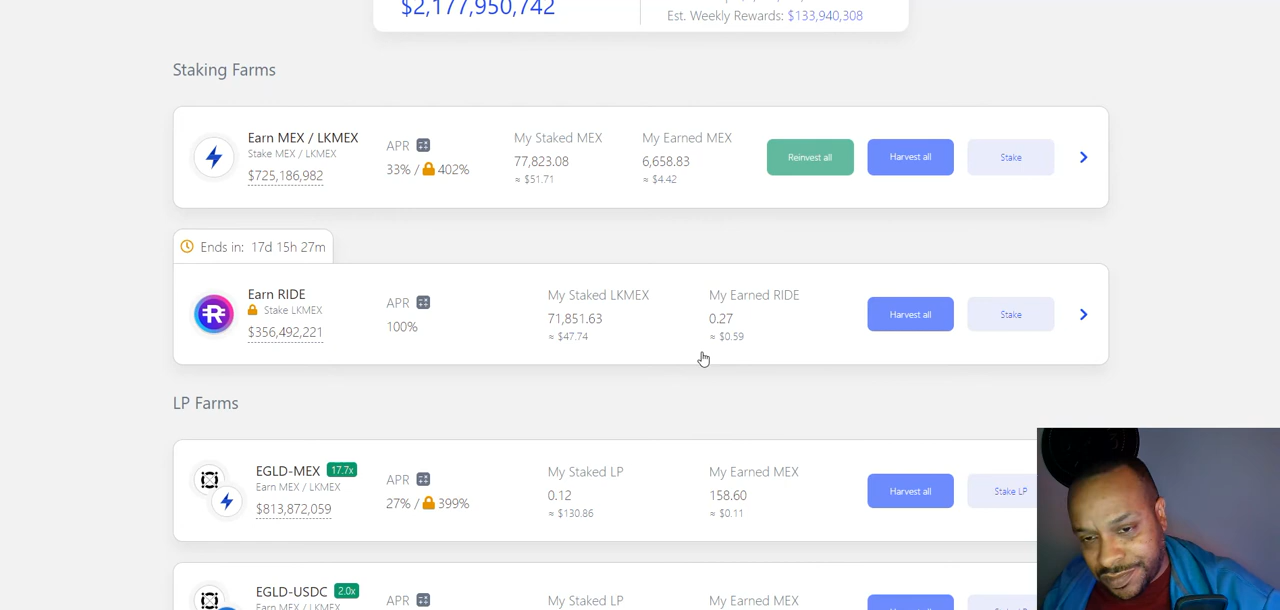 $2,177,950,742
Est. Weekly Rewards: $133,940,308
Staking Farms
Earn MEX / LKMEX
Stake MEX / LKMEX
$725,186,982
APR
33% / 402%
My Staked MEX
77,823.08
≈ $51.71
My Earned MEX
6,658.83
≈ $4.42
Reinvest all
Harvest all
Stake
Ends in: 17d 15h 27m
Earn RIDE
Stake LKMEX
$356,492,221
APR
100%
My Staked LKMEX
71,851.63
≈ $47.74
My Earned RIDE
0.27
≈ $0.59
Harvest all
Stake
LP Farms
EGLD-MEX 17.7x
Earn MEX / LKMEX
$813,872,059
APR
27% / 399%
My Staked LP
0.12
≈ $130.86
My Earned MEX
158.60
≈ $0.11
Harvest all
Stake LP
EGLD-USDC 2.0x
Earn MEX / LKMEX
APR
My Staked LP
My Earned MEX